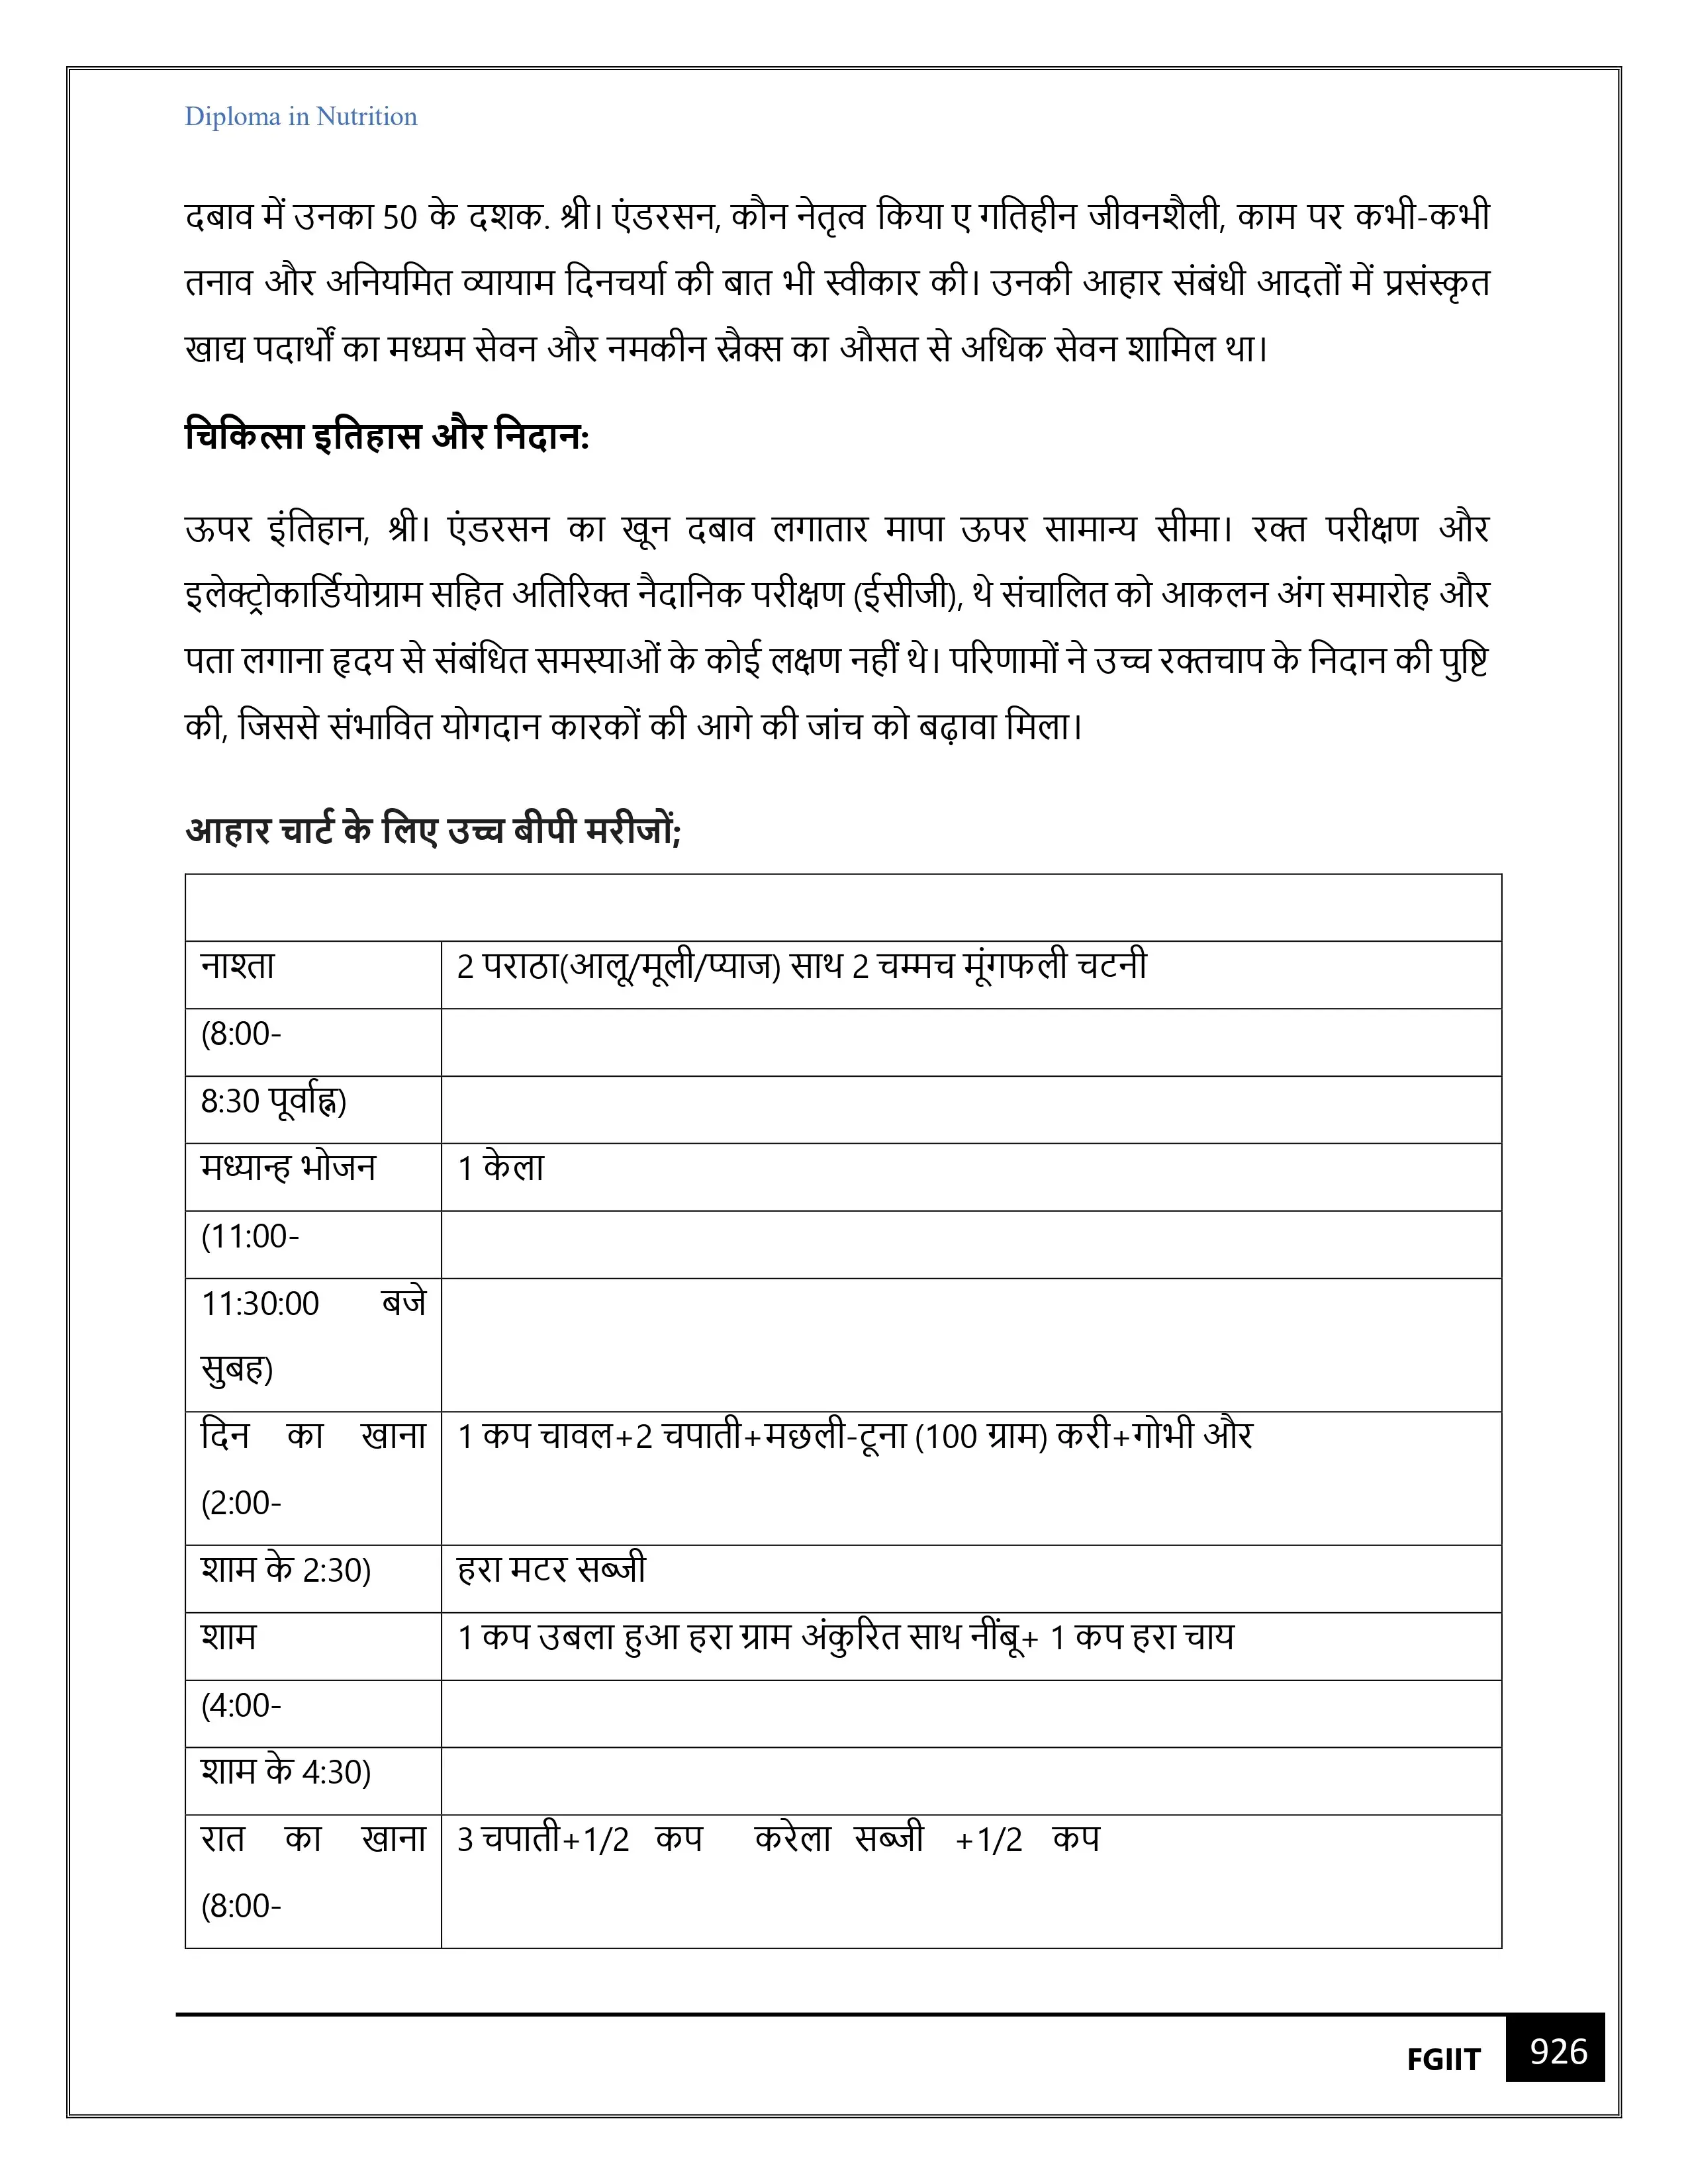 Diploma in Nutrition
दबाव में उनका 50 के दशक. श्री। एंडरसन, कौन नेतृत्व किया ए गतिहीन जीवनशैली, काम पर कभी-कभी
तनाव और अनियमित व्यायाम दिनचर्या की बात भी स्वीकार की। उनकी आहार संबंधी आदतों में प्रसंस्कृत
खाद्य पदार्थों का मध्यम सेवन और नमकीन स्नैक्स का औसत से अधिक सेवन शामिल था।
चिकित्सा इतिहास और निदान:
ऊपर इंतिहान, श्री। एंडरसन का खून दबाव लगातार मापा ऊपर सामान्य सीमा। रक्त परीक्षण और
इलेक्ट्रोकार्डियोग्राम सहित अतिरिक्त नैदानिक परीक्षण (ईसीजी), थे संचालित को आकलन अंग समारोह और
पता लगाना हृदय से संबंधित समस्याओं के कोई लक्षण नहीं थे। परिणामों ने उच्च रक्तचाप के निदान की पुष्टि
की, जिससे संभावित योगदान कारकों की आगे की जांच को बढ़ावा मिला।
आहार चार्ट के लिए उच्च बीपी मरीजों;
नाश्ता 2 पराठा(आलू/मूली/प्याज) साथ 2 चम्मच मूंगफली चटनी
(8:00-
8:30 पूर्वाह्न)
मध्यान्ह भोजन 1 केला
(11:00-
11:30:00 बजे
सुबह)
दिन का खाना 1 कप चावल+2 चपाती+मछली-टूना (100 ग्राम) करी+गोभी और
(2:00-
शाम के 2:30) हरा मटर सब्जी
शाम 1 कप उबला हुआ हरा ग्राम अंकुरित साथ नींबू+ 1 कप हरा चाय
(4:00-
शाम के 4:30)
रात का खाना 3 चपाती+1/2 कप करेला सब्जी +1/2 कप
(8:00-
FGIIT 926